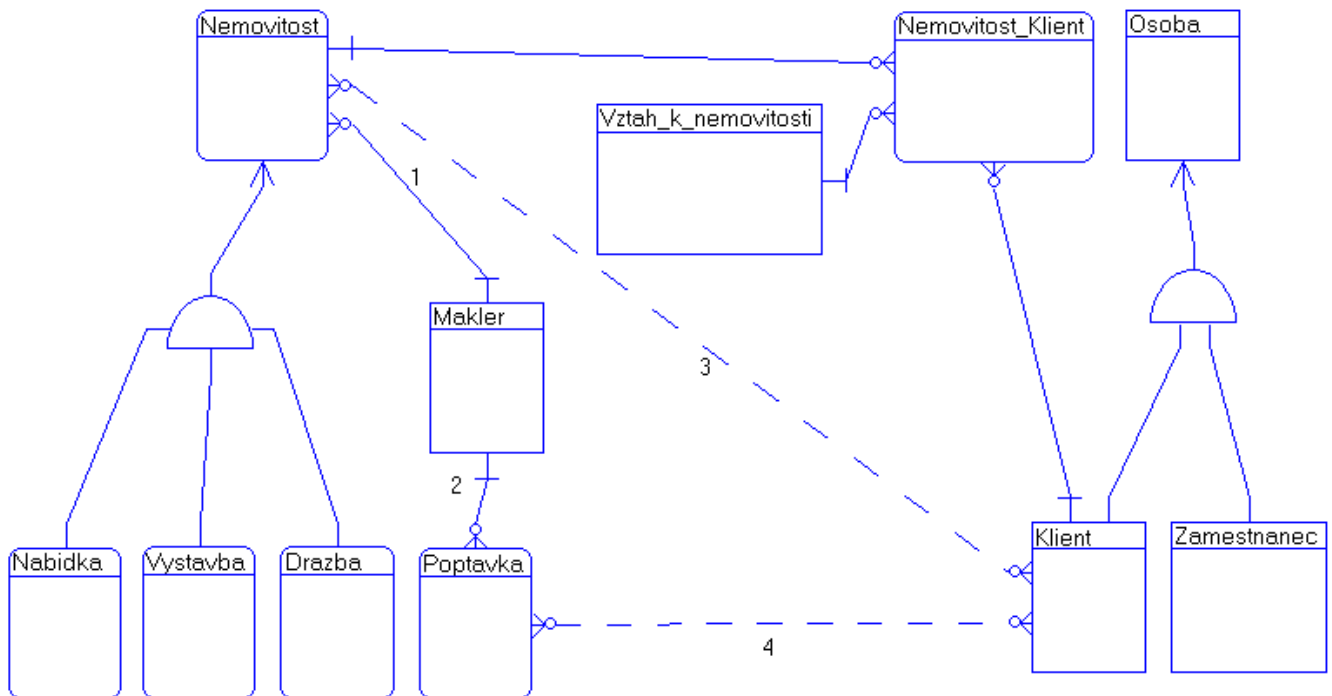 Nemovitost
Nemovitost_Klient
Osoba
Vztah_k_nemovitosti
1
Makler
3
2
Nabidka
Vystavba
Drazba
Poptavka
Klient
Zamestnanec
4